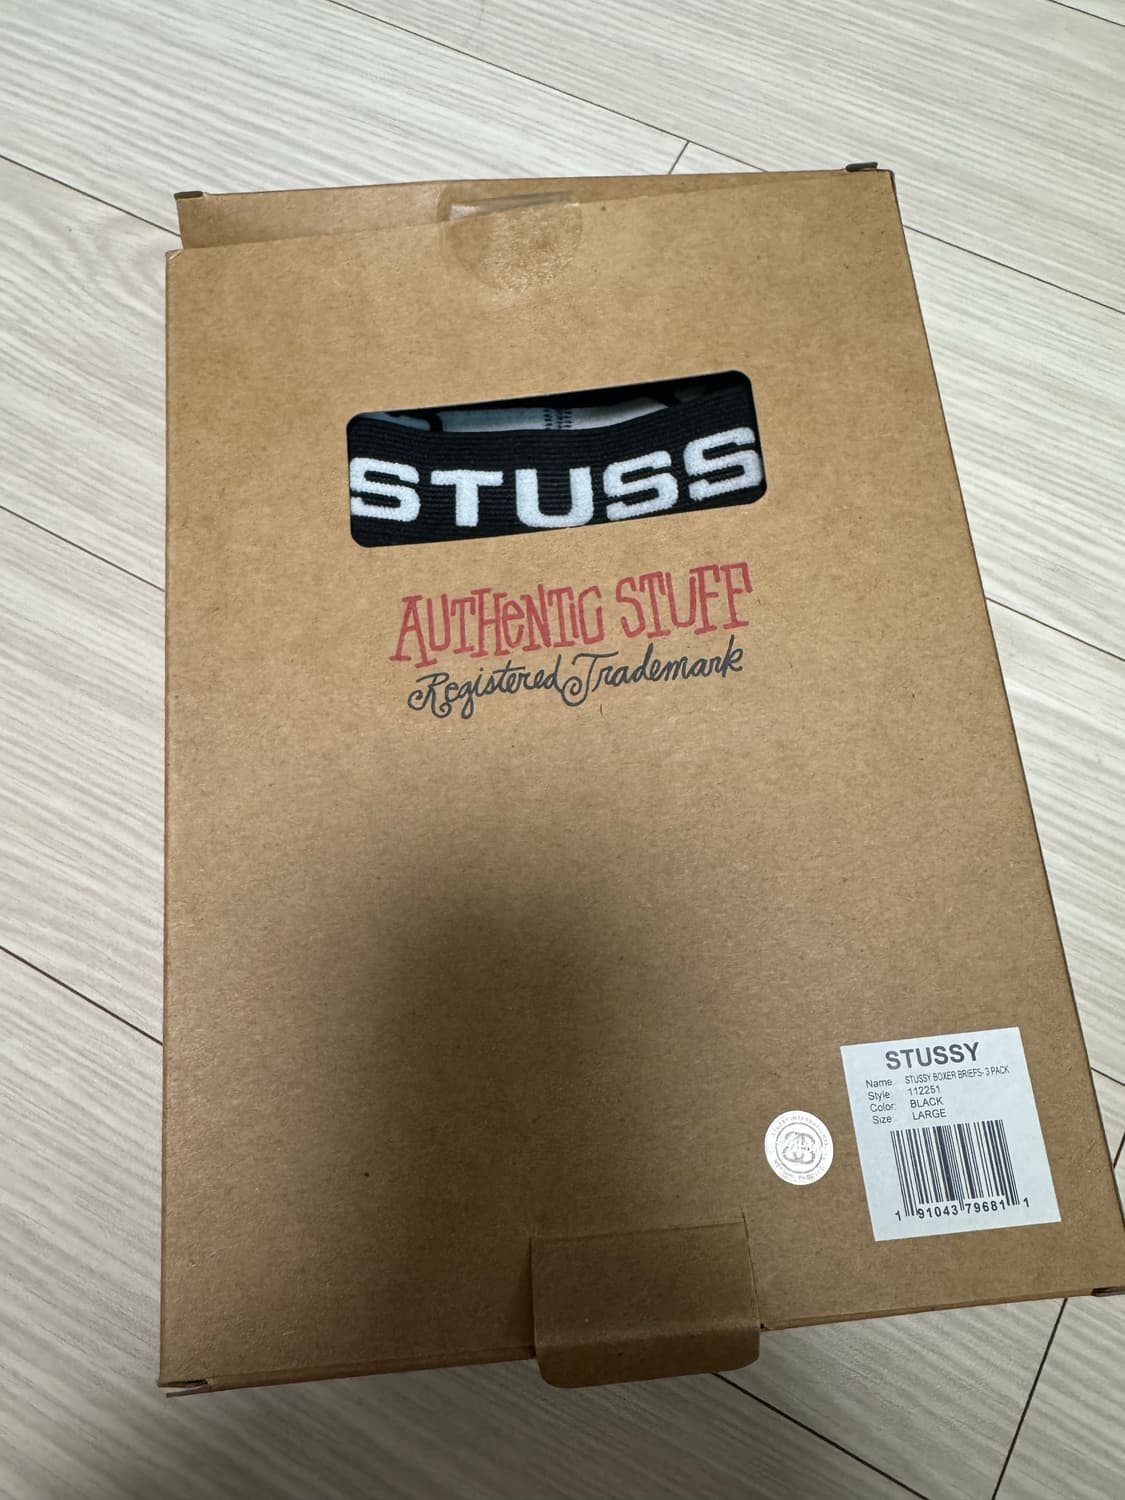 STUSS
AUTHENTIC STUFF
Registered Trademark
STUSSY
Name: STUSSY BOXER BRIEFS- 3 PACK
Style: 112251
Color: BLACK
Size: LARGE
1 91043 79681 1